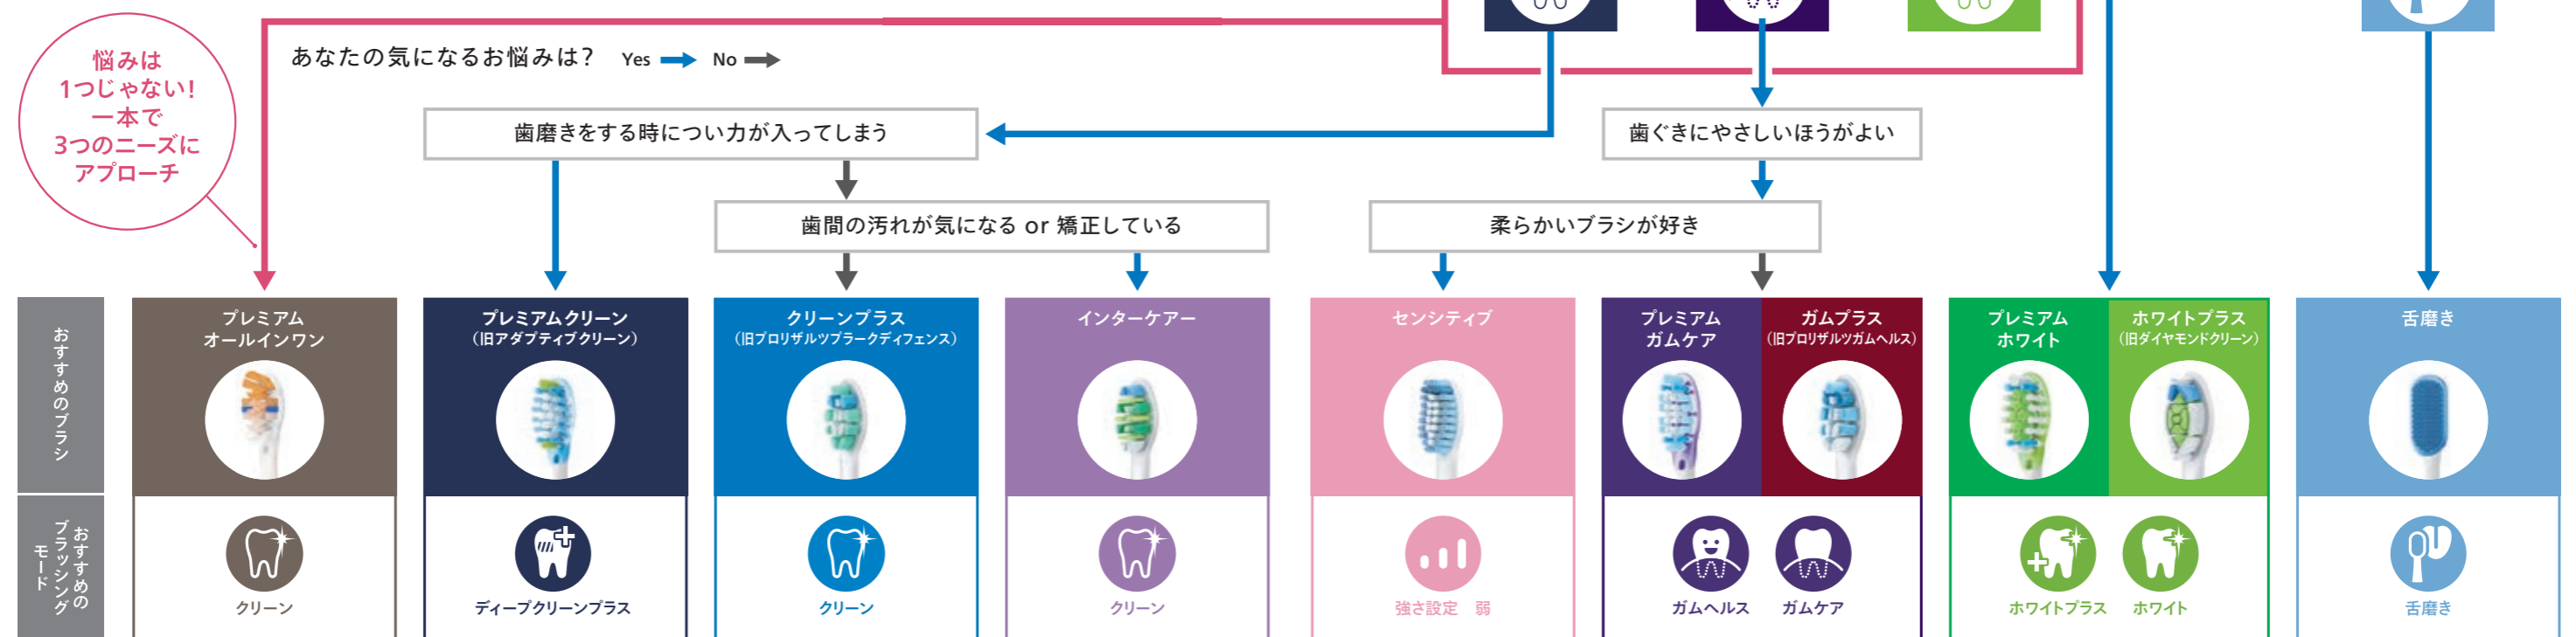 悩みは
1つじゃない!
一本で
3つのニーズに
アプローチ
あなたの気になるお悩みは? Yes No
歯磨きをする時につい力が入ってしまう
歯ぐきにやさしいほうがよい
歯間の汚れが気になる or 矯正している
柔らかいブラシが好き
おすすめのブラシ
プレミアム
オールインワン
プレミアムクリーン
(旧アダプティブクリーン)
クリーンプラス
(旧プロリザルツプラークディフェンス)
インターケアー
センシティブ
プレミアム
ガムケア
ガムプラス
(旧プロリザルツガムヘルス)
プレミアム
ホワイト
ホワイトプラス
(旧ダイヤモンドクリーン)
舌磨き
おすすめの
ブラッシング
モード
クリーン
ディープクリーンプラス
クリーン
クリーン
強さ設定 弱
ガムヘルス
ガムケア
ホワイトプラス
ホワイト
舌磨き